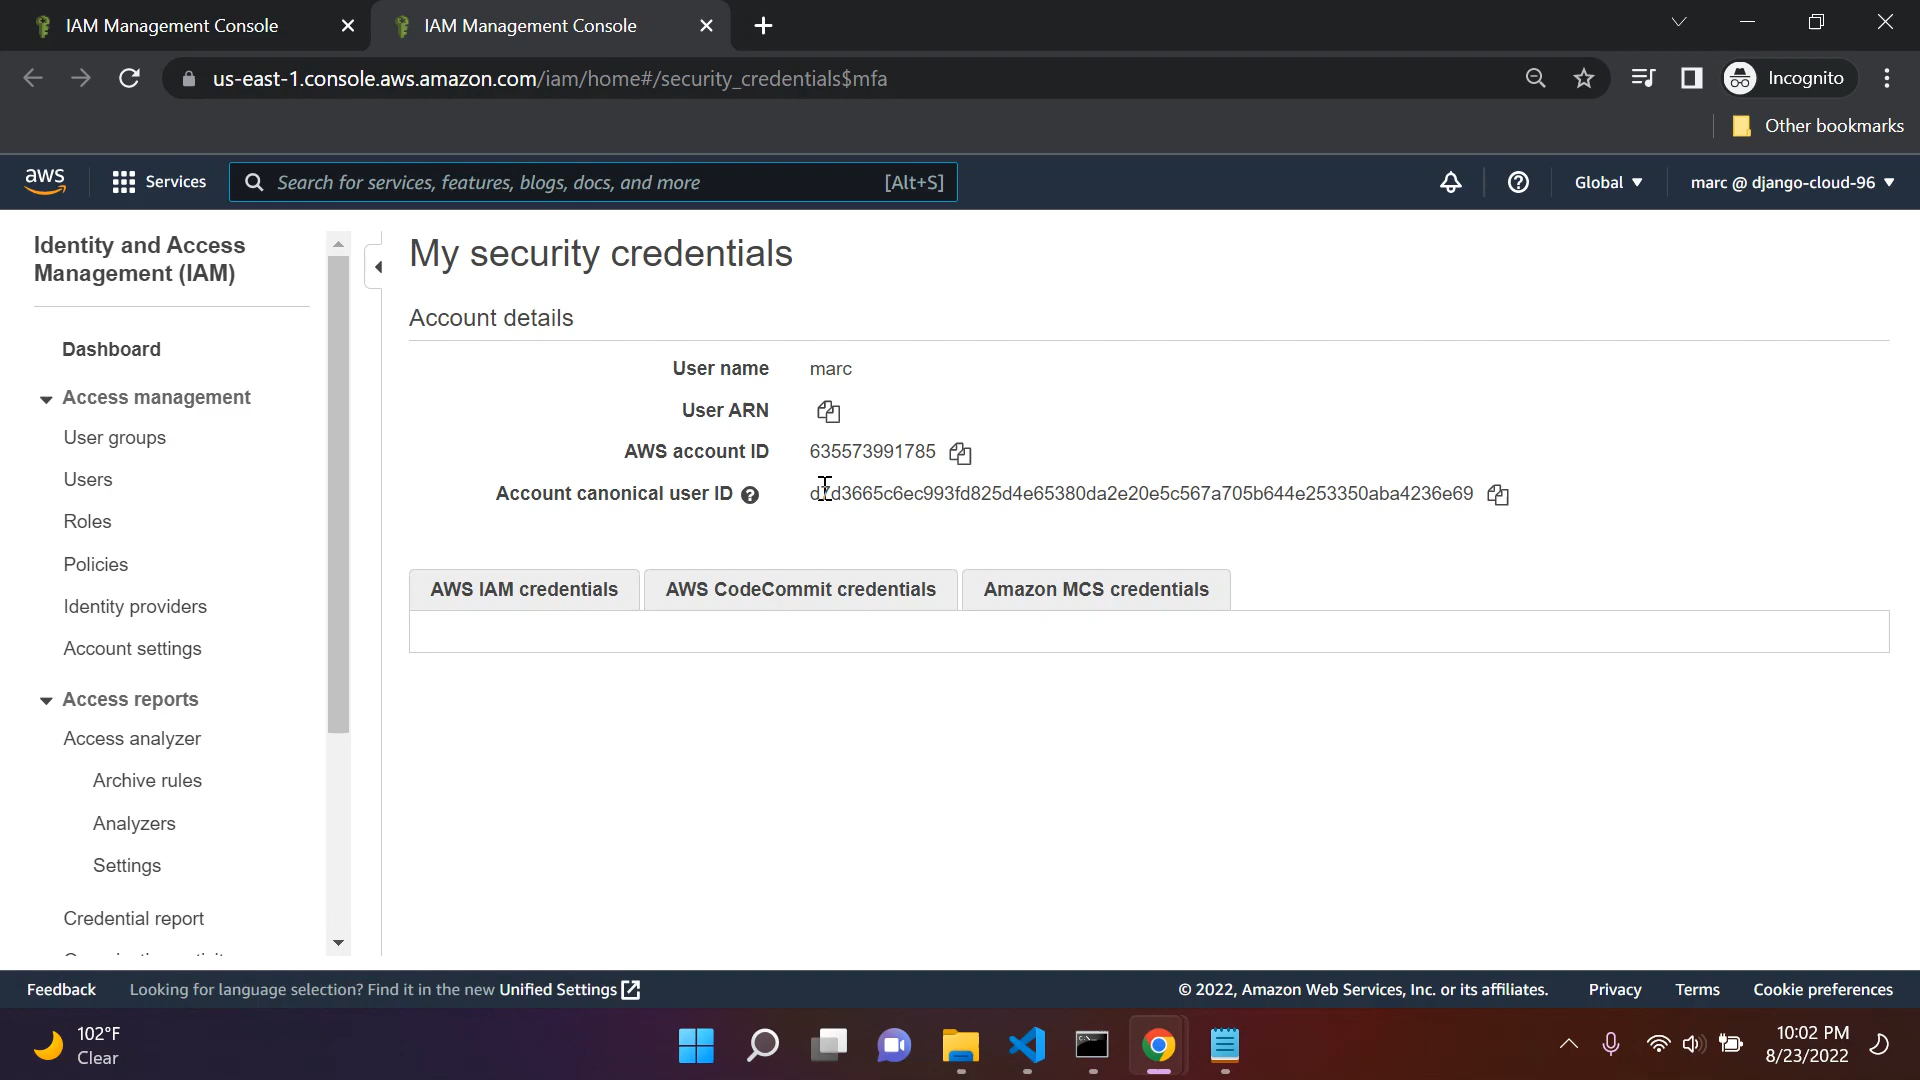 IAM Management Console
IAM Management Console
us-east-1.console.aws.amazon.com/iam/home#/security_credentials$mfa
Incognito
Other bookmarks
aws
Services
Search for services, features, blogs, docs, and more
[Alt+S]
Global
marc @ django-cloud-96
Identity and Access
Management (IAM)
Dashboard
Access management
User groups
Users
Roles
Policies
Identity providers
Account settings
Access reports
Access analyzer
Archive rules
Analyzers
Settings
Credential report
My security credentials
Account details
User name marc
User ARN
AWS account ID 635573991785
Account canonical user ID d7d3665c6ec993fd825d4e65380da2e20e5c567a705b644e253350aba4236e69
AWS IAM credentials
AWS CodeCommit credentials
Amazon MCS credentials
Feedback
Looking for language selection? Find it in the new Unified Settings
© 2022, Amazon Web Services, Inc. or its affiliates.
Privacy
Terms
Cookie preferences
102°F
Clear
10:02 PM
8/23/2022